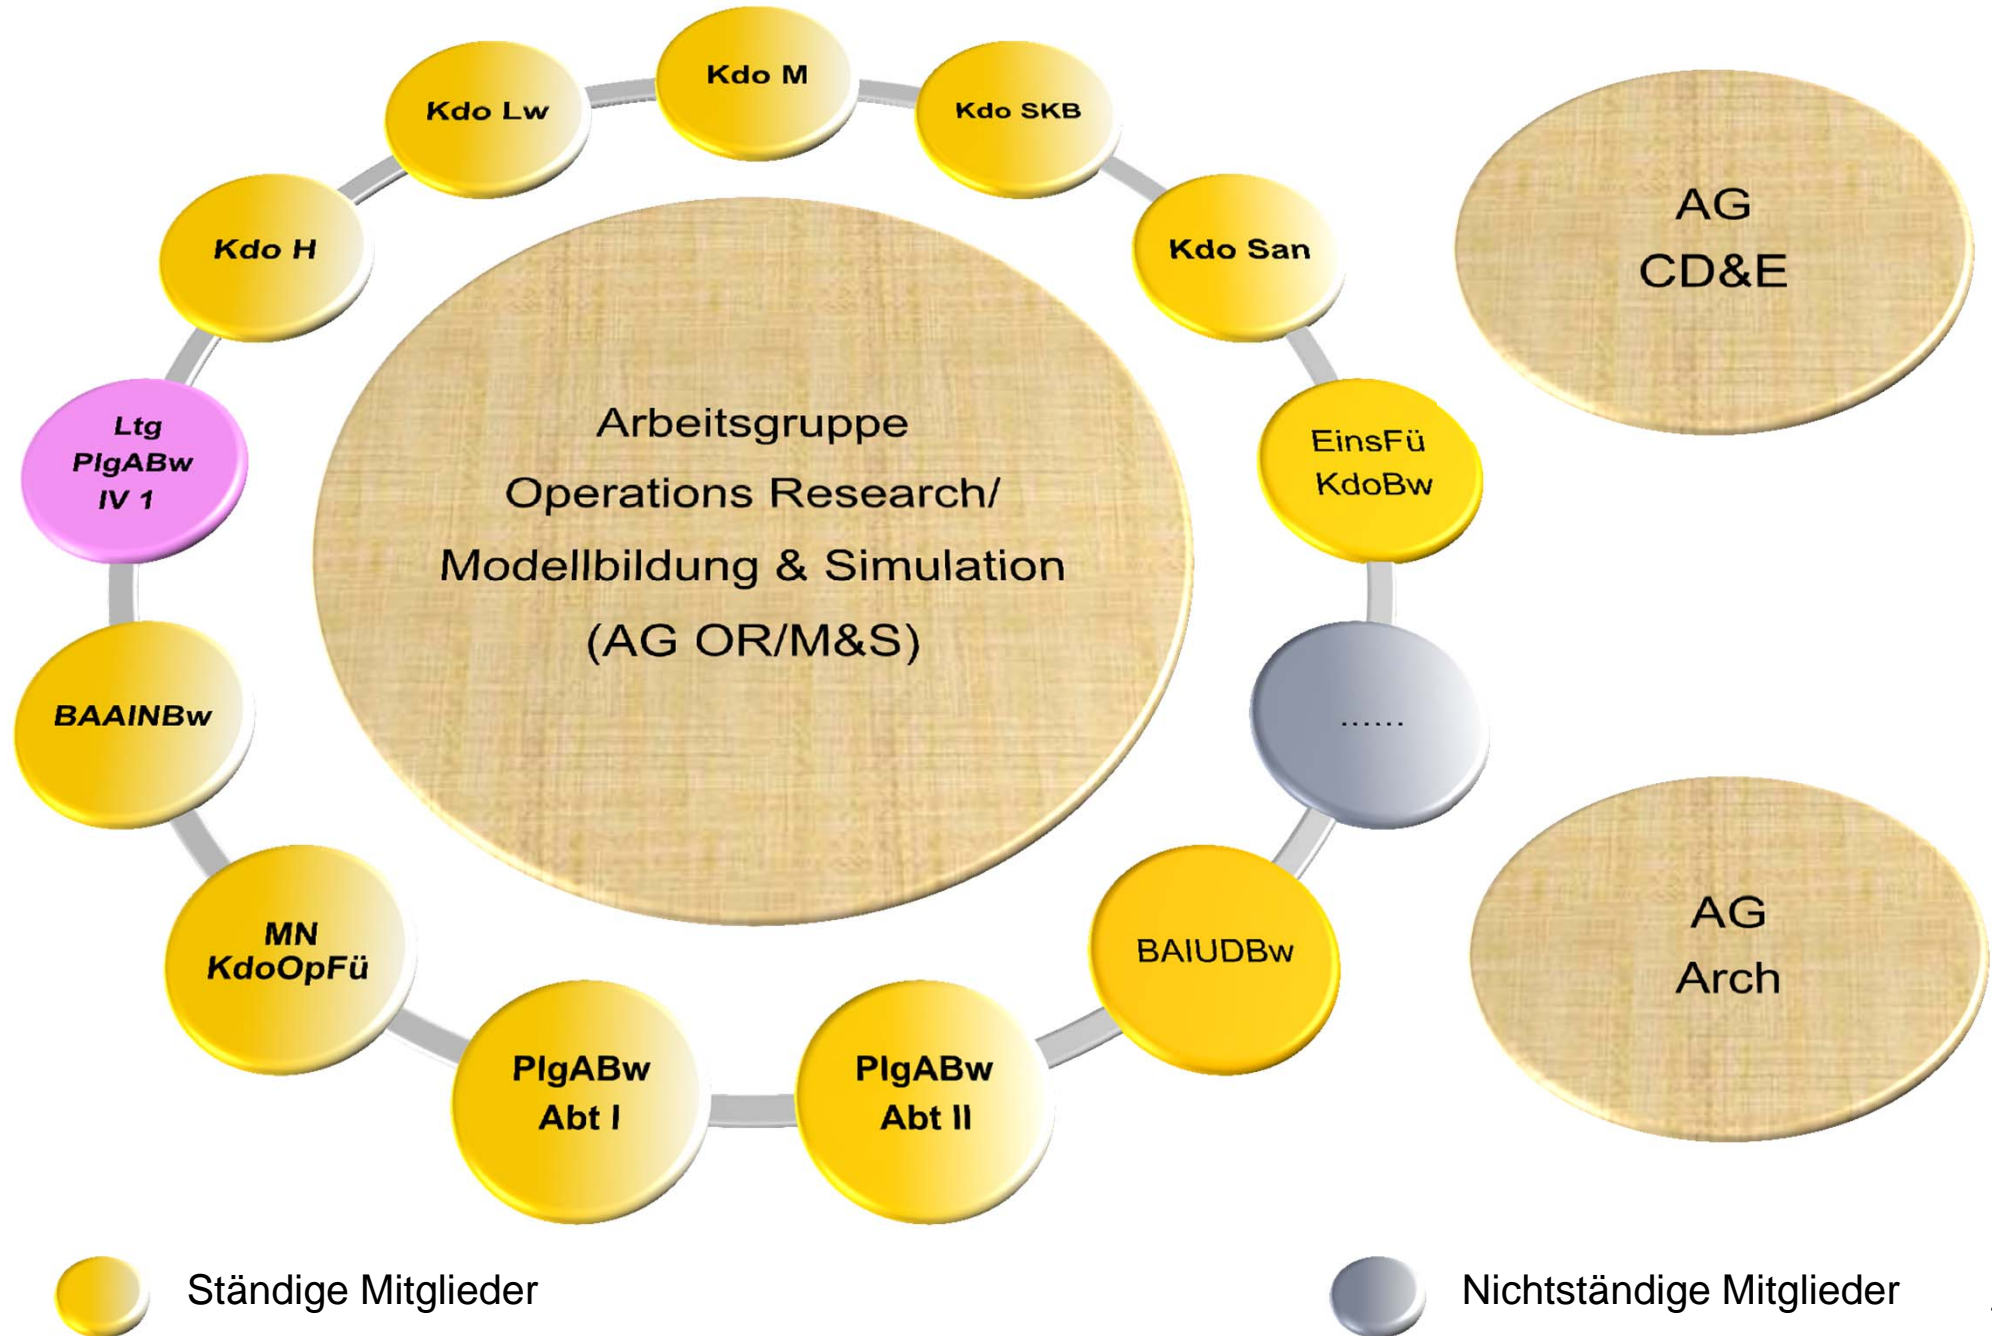 Kdo M
Kdo Lw
Kdo SKB
Kdo H
Kdo San
AG
CD&E
Ltg
PlgABw
IV 1
Arbeitsgruppe
Operations Research/
Modellbildung & Simulation
(AG OR/M&S)
EinsFü
KdoBw
BAAINBw
......
MN
KdoOpFü
BAIUDBw
AG
Arch
PlgABw
Abt I
PlgABw
Abt II
Ständige Mitglieder
Nichtständige Mitglieder